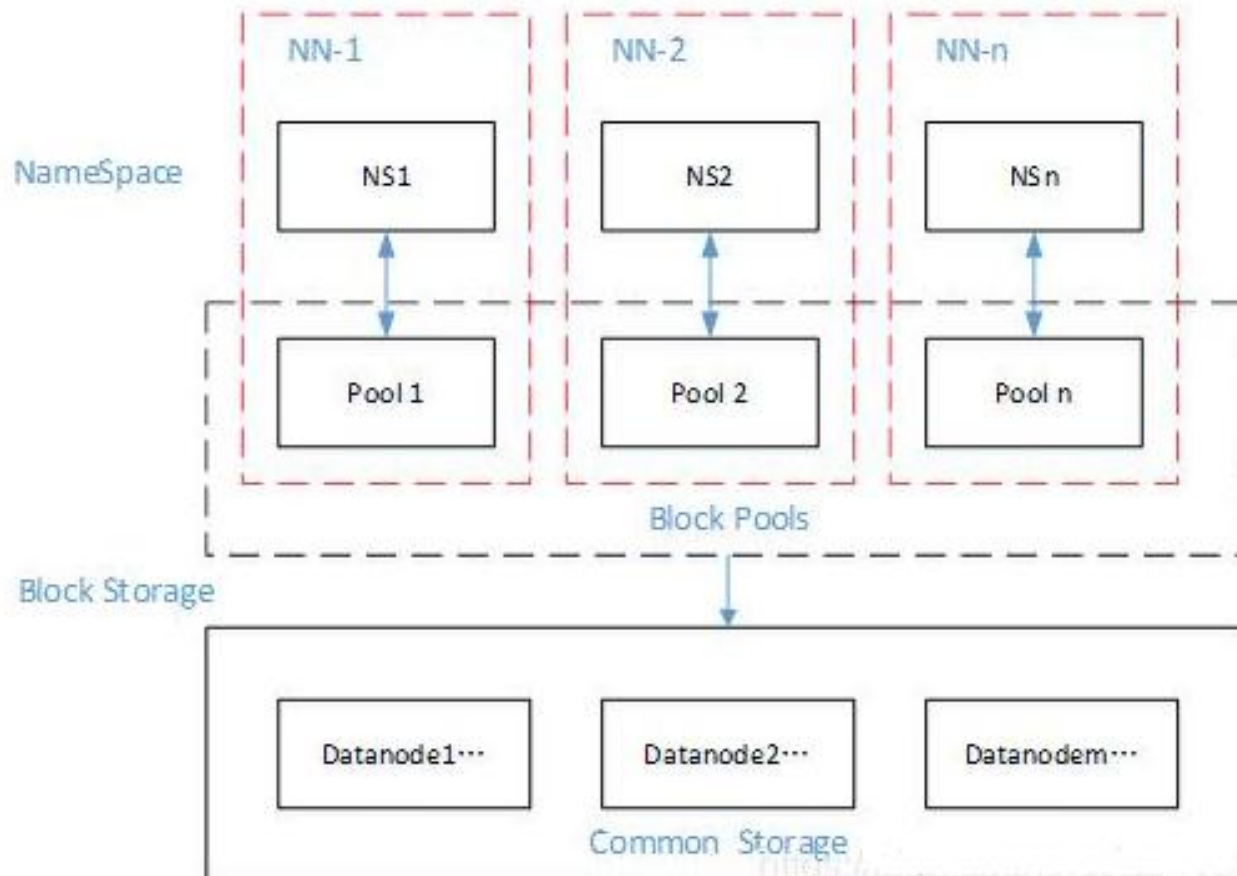 NN-1
NN-2
NN-n
NameSpace
NS1
NS2
NSn
Pool 1
Pool 2
Pool n
Block Pools
Block Storage
Datanode1⋯
Datanode2⋯
Datanodem⋯
Common Storage